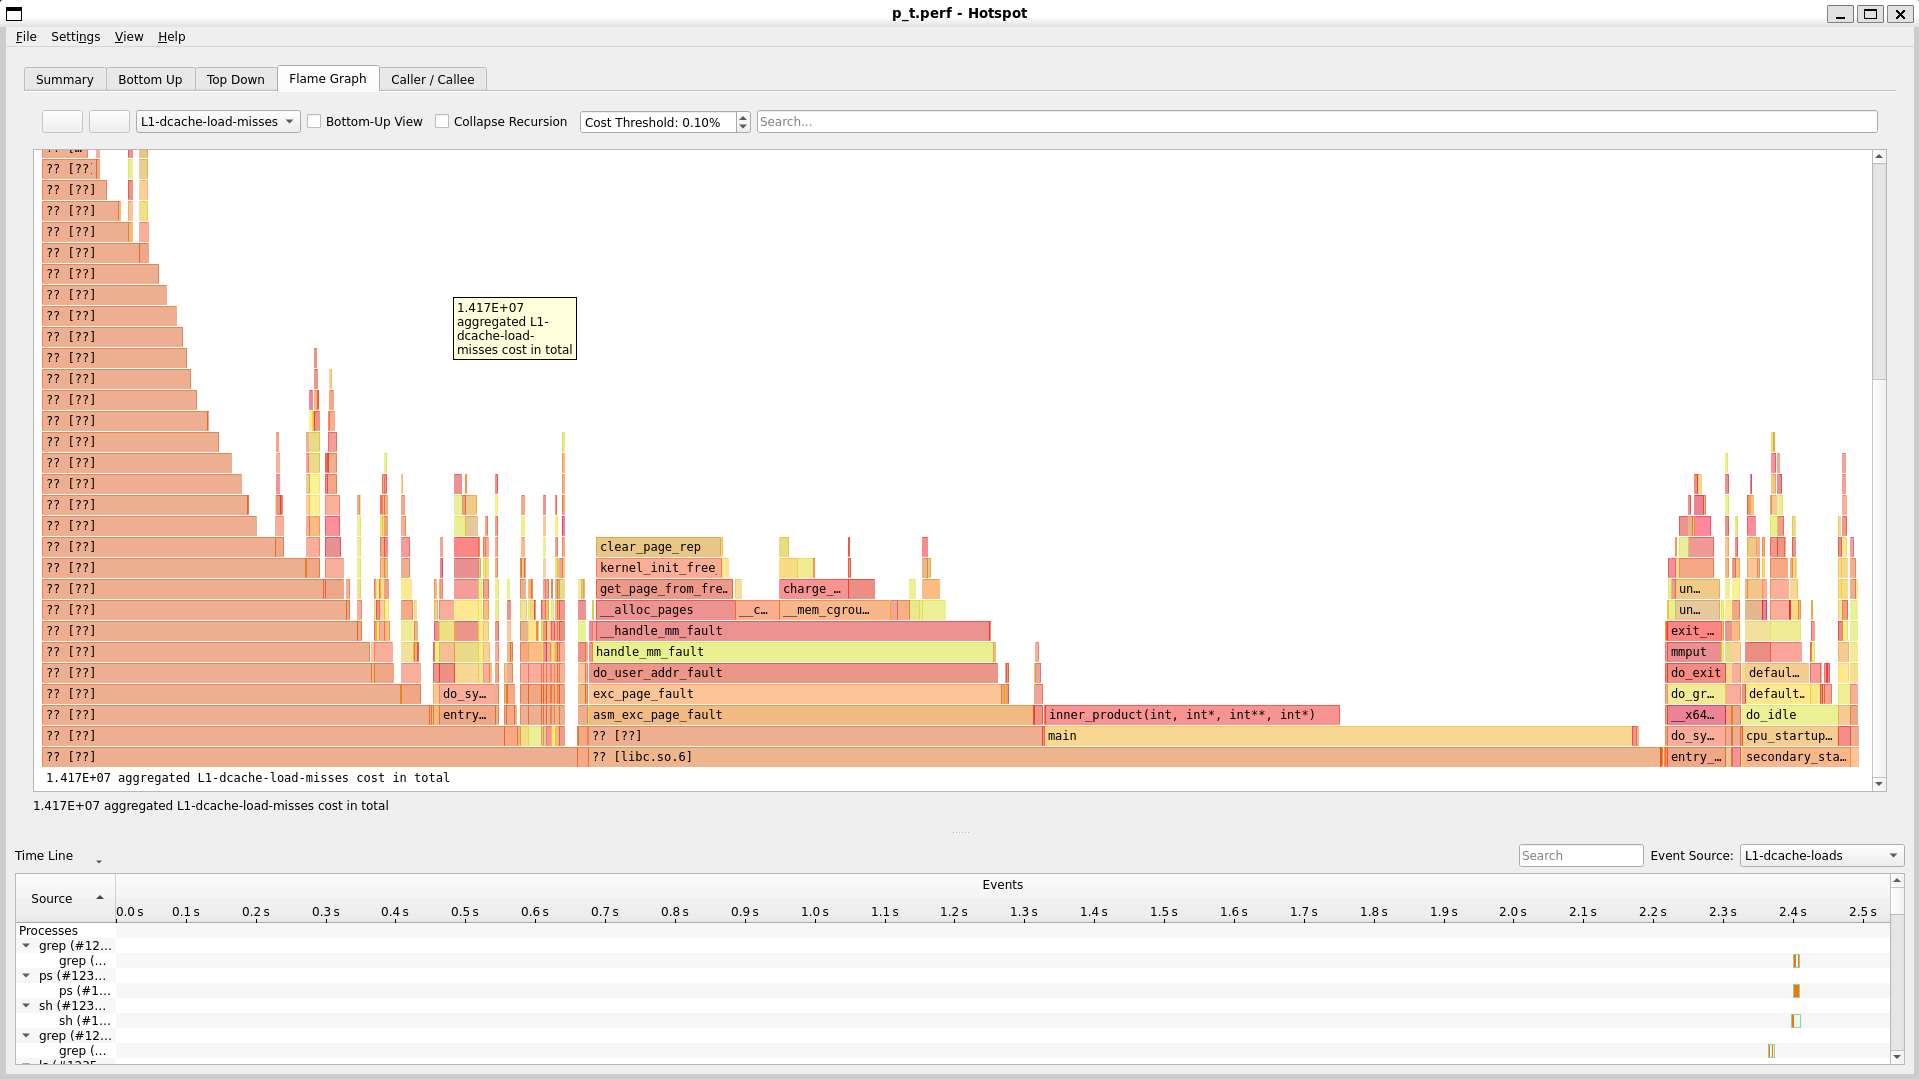 p_t.perf - Hotspot
File Settings View Help
Summary Bottom Up Top Down Flame Graph Caller / Callee
L1-dcache-load-misses Bottom-Up View Collapse Recursion Cost Threshold: 0.10% Search...
?? [??]
?? [??]
?? [??]
?? [??]
?? [??]
?? [??]
?? [??]
1.417E+07
aggregated L1-
dcache-load-
misses cost in total
?? [??]
?? [??]
?? [??]
?? [??]
?? [??]
?? [??]
?? [??]
?? [??]
?? [??]
?? [??]
?? [??]
?? [??] clear_page_rep
?? [??] kernel_init_free
?? [??] get_page_from_fre… charge_… un…
?? [??] __alloc_pages __c… __mem_cgrou… un…
?? [??] __handle_mm_fault exit_…
?? [??] handle_mm_fault mmput
?? [??] do_user_addr_fault do_exit defaul…
?? [??] do_sy… exc_page_fault do_gr… default…
?? [??] entry… asm_exc_page_fault inner_product(int, int*, int**, int*) __x64… do_idle
?? [??] ?? [??] main do_sy… cpu_startup…
?? [??] ?? [libc.so.6] entry_… secondary_sta…
1.417E+07 aggregated L1-dcache-load-misses cost in total
1.417E+07 aggregated L1-dcache-load-misses cost in total
Time Line Search Event Source: L1-dcache-loads
Source Events
0.0 s 0.1 s 0.2 s 0.3 s 0.4 s 0.5 s 0.6 s 0.7 s 0.8 s 0.9 s 1.0 s 1.1 s 1.2 s 1.3 s 1.4 s 1.5 s 1.6 s 1.7 s 1.8 s 1.9 s 2.0 s 2.1 s 2.2 s 2.3 s 2.4 s 2.5 s
Processes
grep (#12…
grep (…
ps (#123…
ps (#1…
sh (#123…
sh (#1…
grep (#12…
grep (…